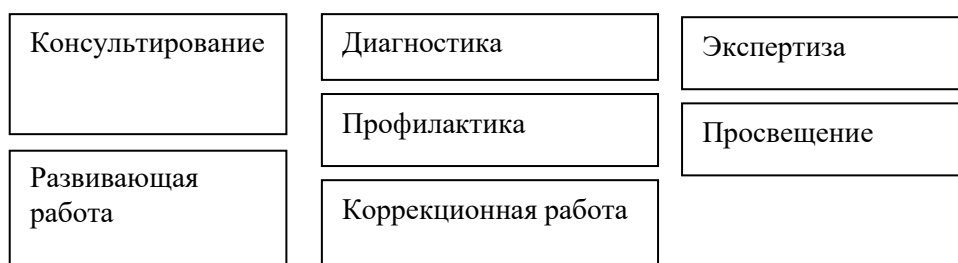 Консультирование
Развивающая
работа
Диагностика
Профилактика
Коррекционная работа
Экспертиза
Просвещение